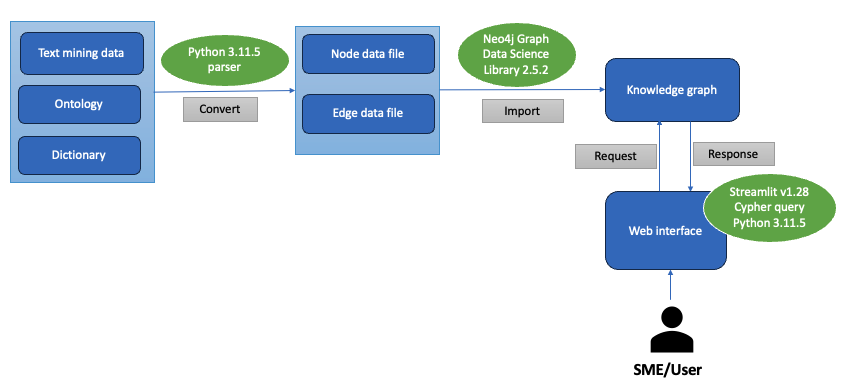 Text mining data
Ontology
Dictionary
Python 3.11.5
parser
Convert
Node data file
Edge data file
Neo4j Graph
Data Science
Library 2.5.2
Import
Knowledge graph
Request
Response
Streamlit v1.28
Cypher query
Python 3.11.5
Web interface
SME/User